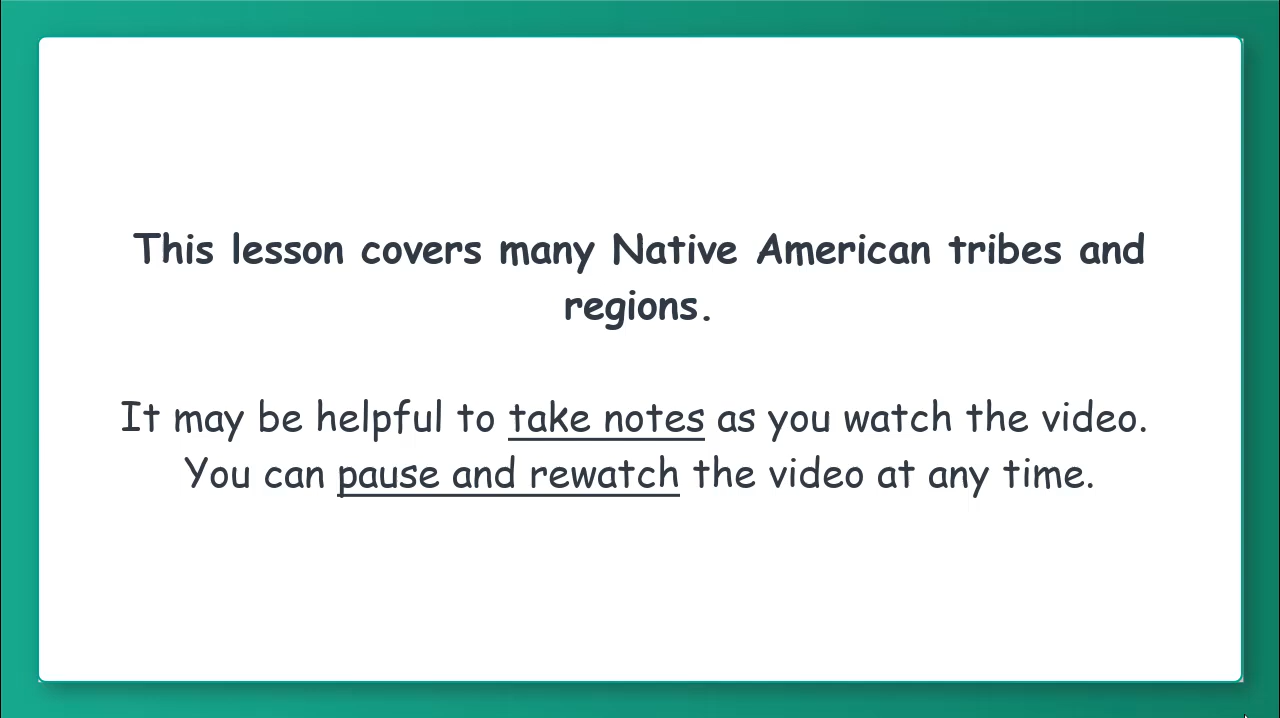 This lesson covers many Native American tribes and
regions.
It may be helpful to take notes as you watch the video.
You can pause and rewatch the video at any time.